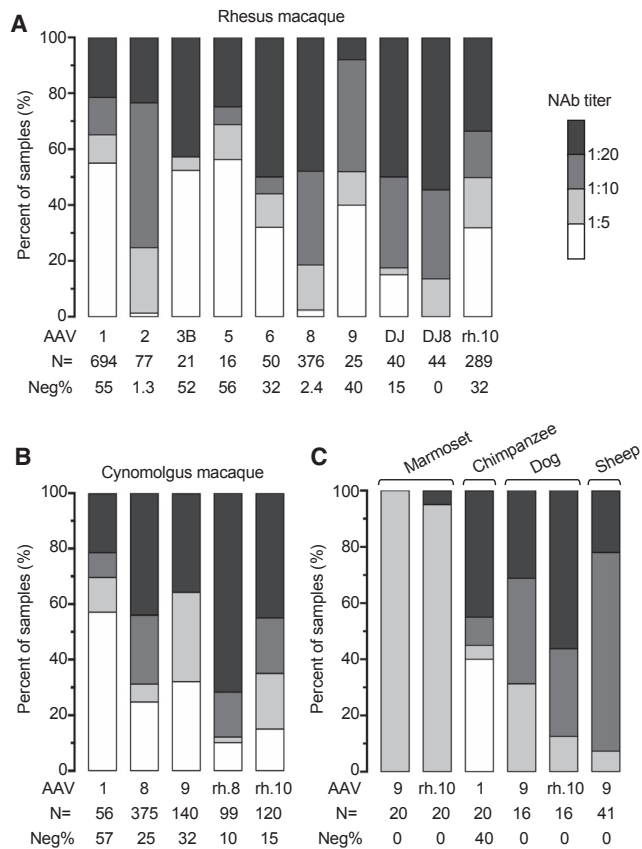 A
Rhesus macaque
Percent of samples (%)
100
80
60
40
20
0
NAb titer
1:20
1:10
1:5
AAV 1 2 3B 5 6 8 9 DJ DJ8 rh.10
N= 694 77 21 16 50 376 25 40 44 289
Neg% 55 1.3 52 56 32 2.4 40 15 0 32
B
Cynomolgus macaque
Percent of samples (%)
100
80
60
40
20
0
AAV 1 8 9 rh.8 rh.10
N= 56 375 140 99 120
Neg% 57 25 32 10 15
C
Marmoset Chimpanzee Dog Sheep
Percent of samples (%)
100
80
60
40
20
0
AAV 9 rh.10 1 9 rh.10 9
N= 20 20 20 16 16 41
Neg% 0 0 40 0 0 0